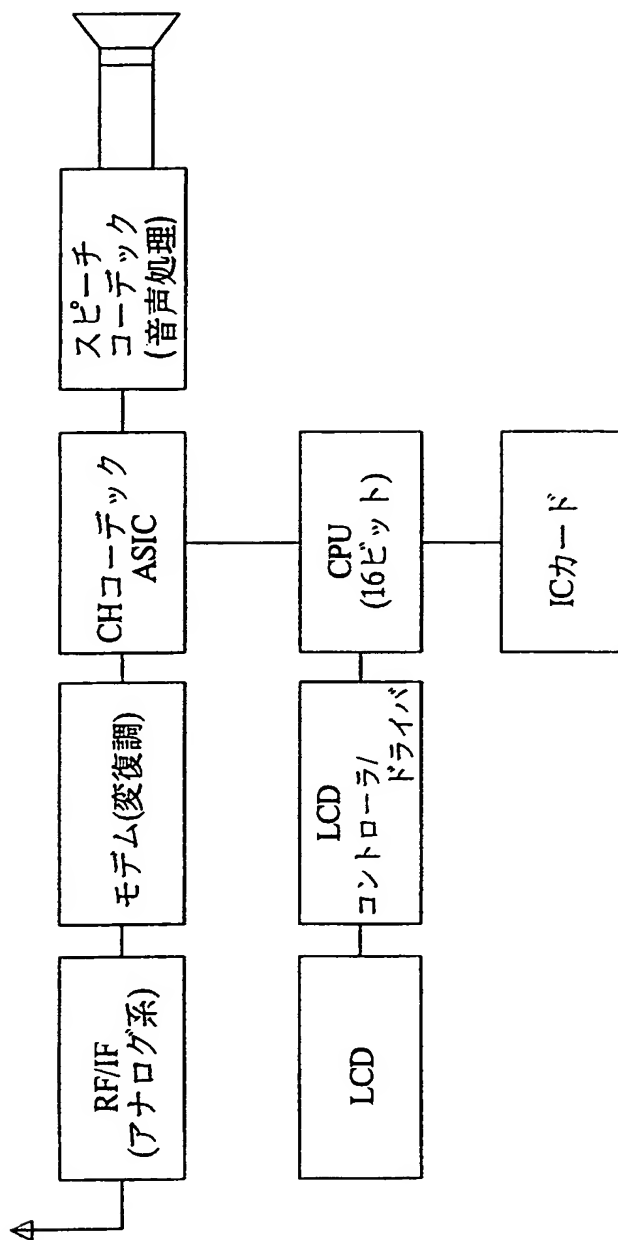 RF/IF
(アナログ系)
モデム(変復調)
CHコーデック
ASIC
スピーチ
コーデック
(音声処理)
LCD
LCD
コントローラ/
ドライバ
CPU
(16ビット)
ICカード